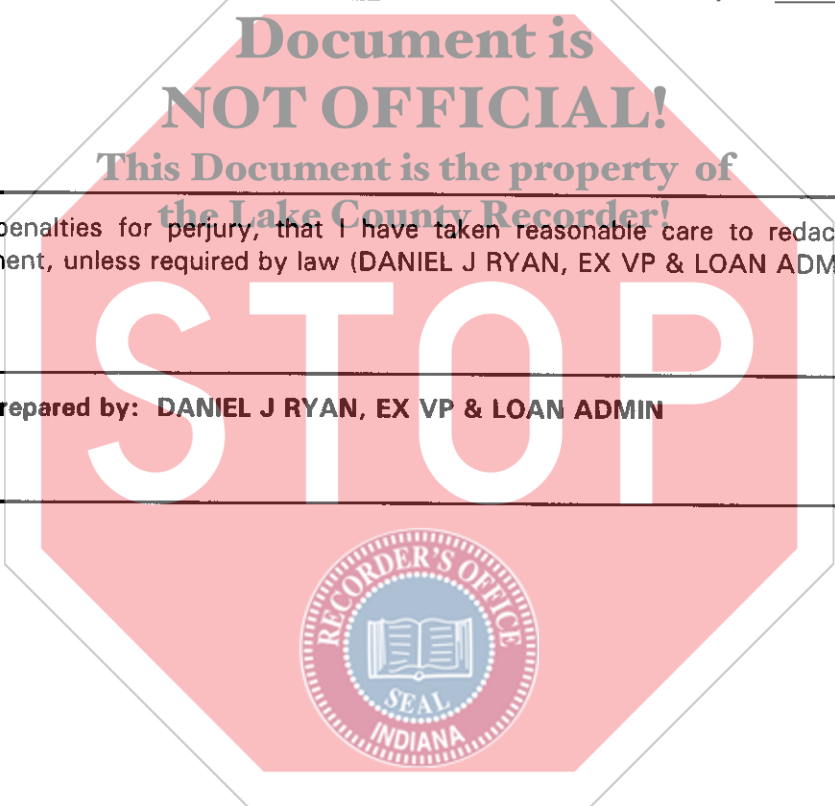 Document is
NOT OFFICIAL!
This Document is the property of
the Lake County Recorder!
penalties for perjury, that I have taken reasonable care to redac
ent, unless required by law (DANIEL J RYAN, EX VP & LOAN ADM
STOP
repared by: DANIEL J RYAN, EX VP & LOAN ADMIN
RECORDER'S OFFICE
SEAL
INDIANA